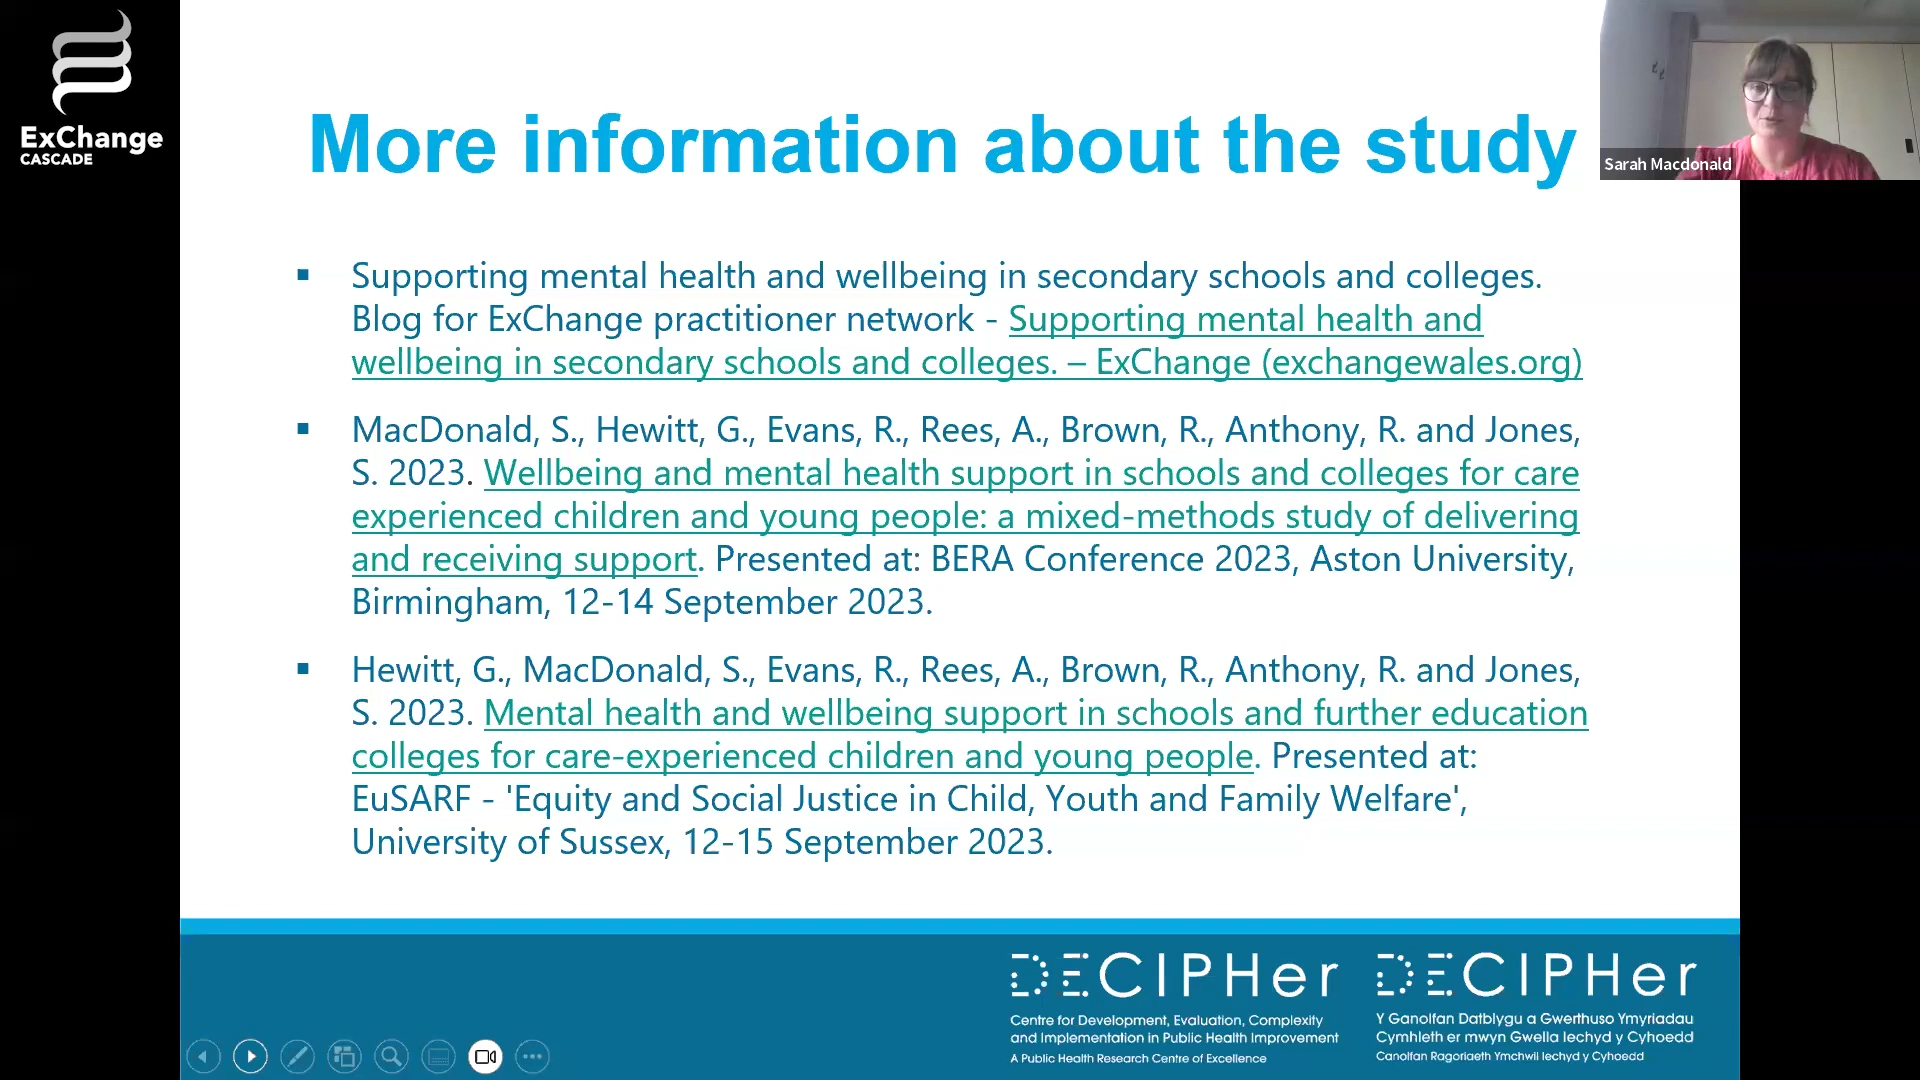 ExChange
CASCADE
More information about the study
Sarah Macdonald
▪ Supporting mental health and wellbeing in secondary schools and colleges.
Blog for ExChange practitioner network - Supporting mental health and
wellbeing in secondary schools and colleges. – ExChange (exchangewales.org)
▪ MacDonald, S., Hewitt, G., Evans, R., Rees, A., Brown, R., Anthony, R. and Jones,
S. 2023. Wellbeing and mental health support in schools and colleges for care
experienced children and young people: a mixed-methods study of delivering
and receiving support. Presented at: BERA Conference 2023, Aston University,
Birmingham, 12-14 September 2023.
▪ Hewitt, G., MacDonald, S., Evans, R., Rees, A., Brown, R., Anthony, R. and Jones,
S. 2023. Mental health and wellbeing support in schools and further education
colleges for care-experienced children and young people. Presented at:
EuSARF - 'Equity and Social Justice in Child, Youth and Family Welfare',
University of Sussex, 12-15 September 2023.
DECIPHer
Centre for Development, Evaluation, Complexity
and Implementation in Public Health Improvement
A Public Health Research Centre of Excellence
DECIPHer
Y Ganolfan Datblygu a Gwerthuso Ymyriadau
Cymhleth er mwyn Gwella Iechyd y Cyhoedd
Canolfan Ragoriaeth Ymchwil Iechyd y Cyhoedd